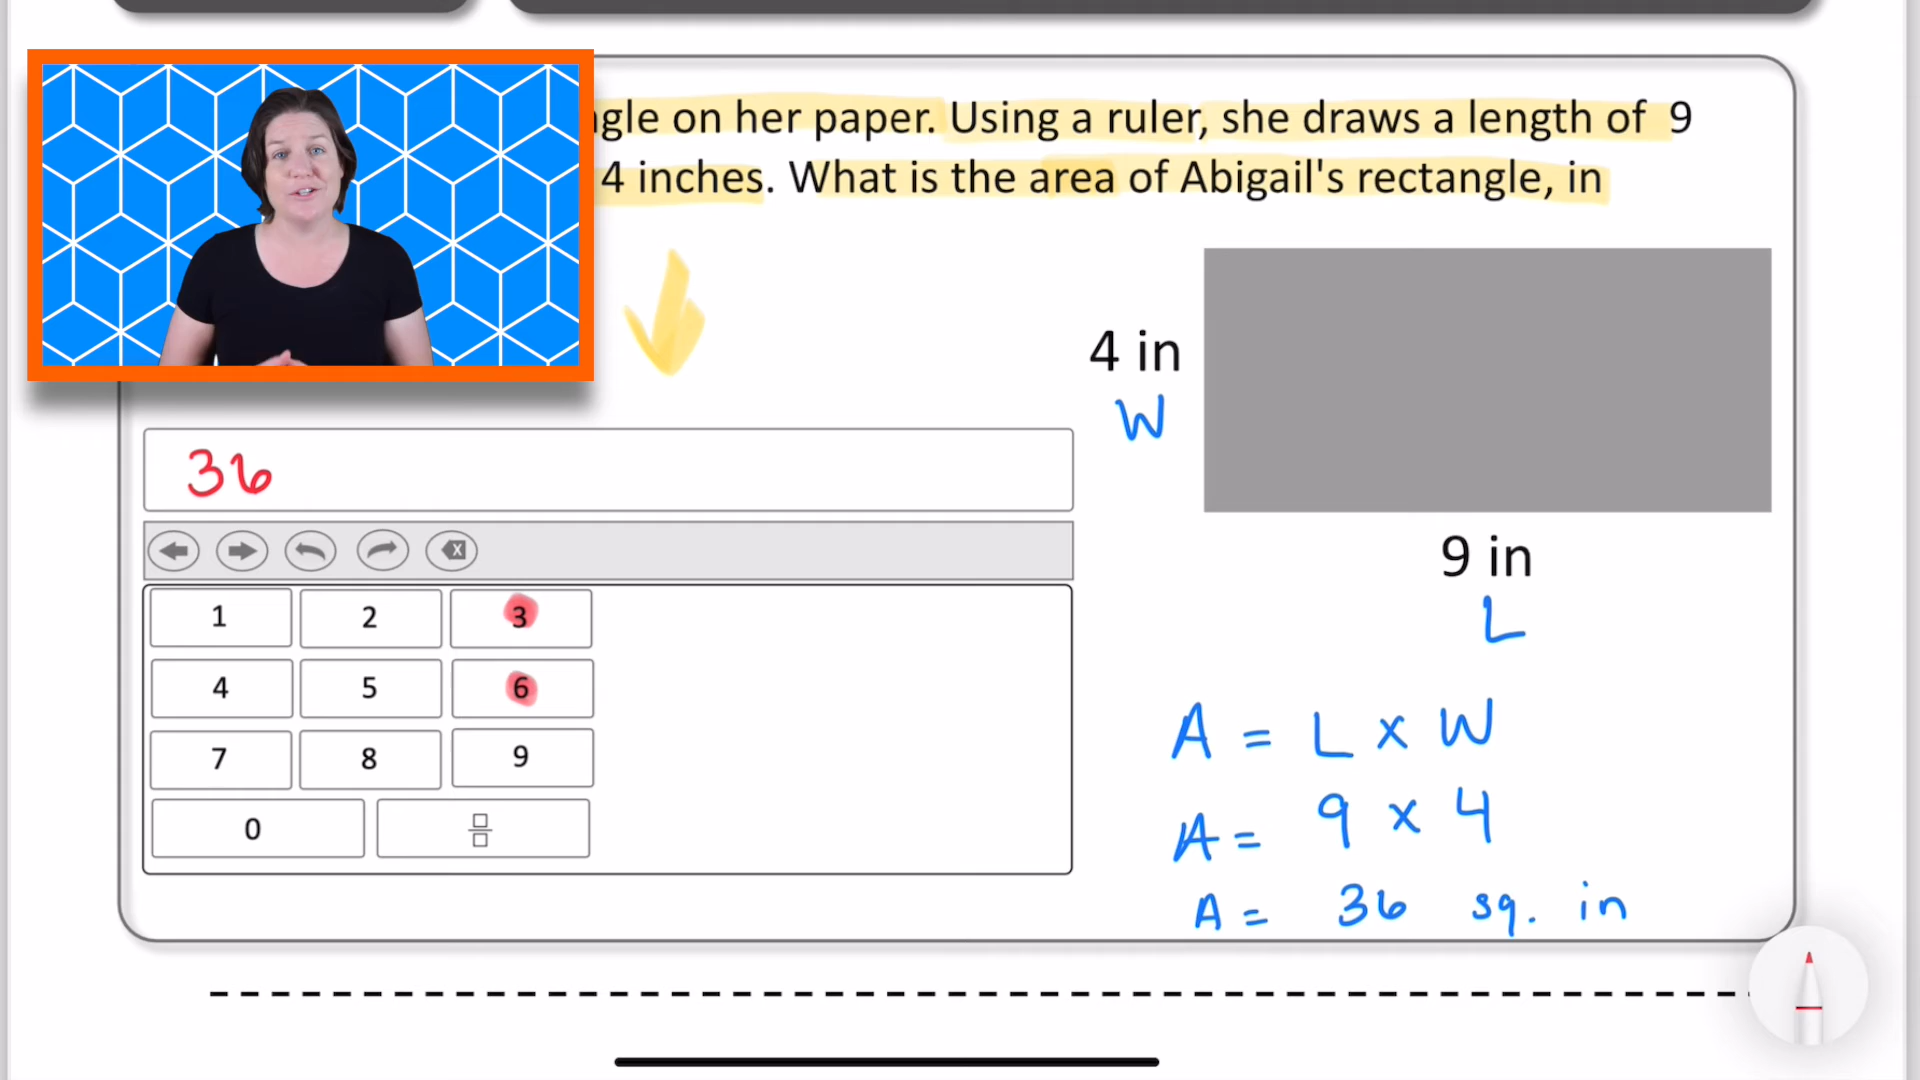 ngle on her paper. Using a ruler, she draws a length of 9
4 inches. What is the area of Abigail's rectangle, in
4 in
W
36
9 in
L
1 2 3
4 5 6
7 8 9
0
A = L x W
A = 9 x 4
A = 36 sq. in